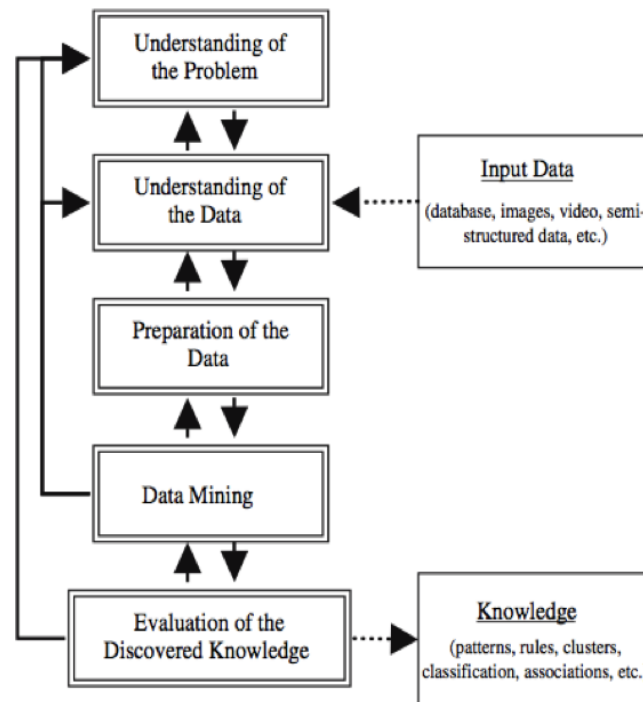 Understanding of
the Problem
Understanding of
the Data
Input Data
(database, images, video, semi-
structured data, etc.)
Preparation of the
Data
Data Mining
Evaluation of the
Discovered Knowledge
Knowledge
(patterns, rules, clusters,
classification, associations, etc.